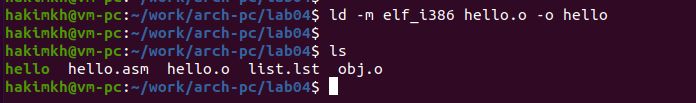 hakimkh@vm-pc:~/work/arch-pc/lab04$ ld -m elf_i386 hello.o -o hello
hakimkh@vm-pc:~/work/arch-pc/lab04$ ls
hello  hello.asm  hello.o  list.lst  obj.o
hakimkh@vm-pc:~/work/arch-pc/lab04$